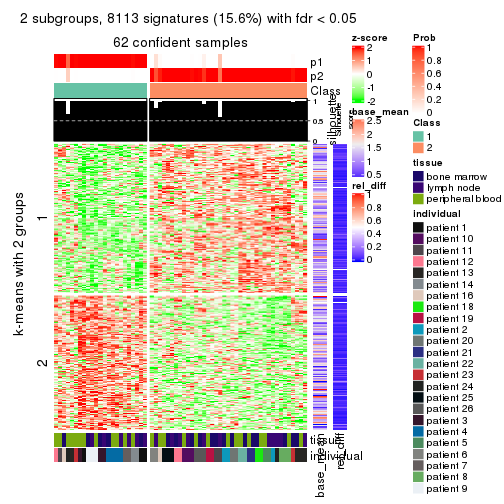 2 subgroups, 8113 signatures (15.6%) with fdr < 0.05
62 confident samples
p1
p2
Class
1
0.5
0
silhouette
k-means with 2 groups
1
2
tissue
individual
base_mean
rel_diff
z-score
2
1
0
-1
-2
base_mean
2.5
2
1.5
1
0.5
rel_diff
1
0.8
0.6
0.4
0.2
0
Prob
1
0.8
0.6
0.4
0.2
0
Class
1
2
tissue
bone marrow
lymph node
peripheral blood
individual
patient 1
patient 10
patient 11
patient 12
patient 13
patient 14
patient 16
patient 18
patient 19
patient 2
patient 20
patient 21
patient 22
patient 23
patient 24
patient 25
patient 26
patient 3
patient 4
patient 5
patient 6
patient 7
patient 8
patient 9